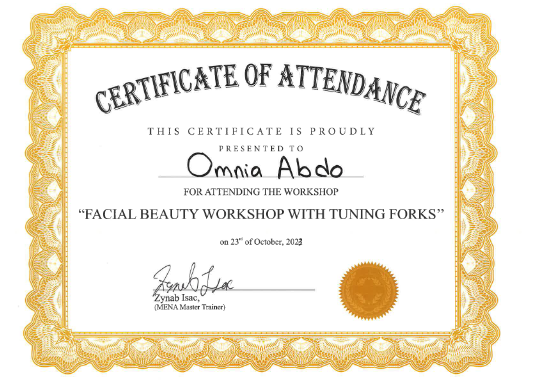 CERTIFICATE OF ATTENDANCE
THIS CERTIFICATE IS PROUDLY
PRESENTED TO
Omnia Abdo
FOR ATTENDING THE WORKSHOP
“FACIAL BEAUTY WORKSHOP WITH TUNING FORKS”
on 23rd of October, 2023
Zynab Isac
Zynab Isac,
(MENA Master Trainer)